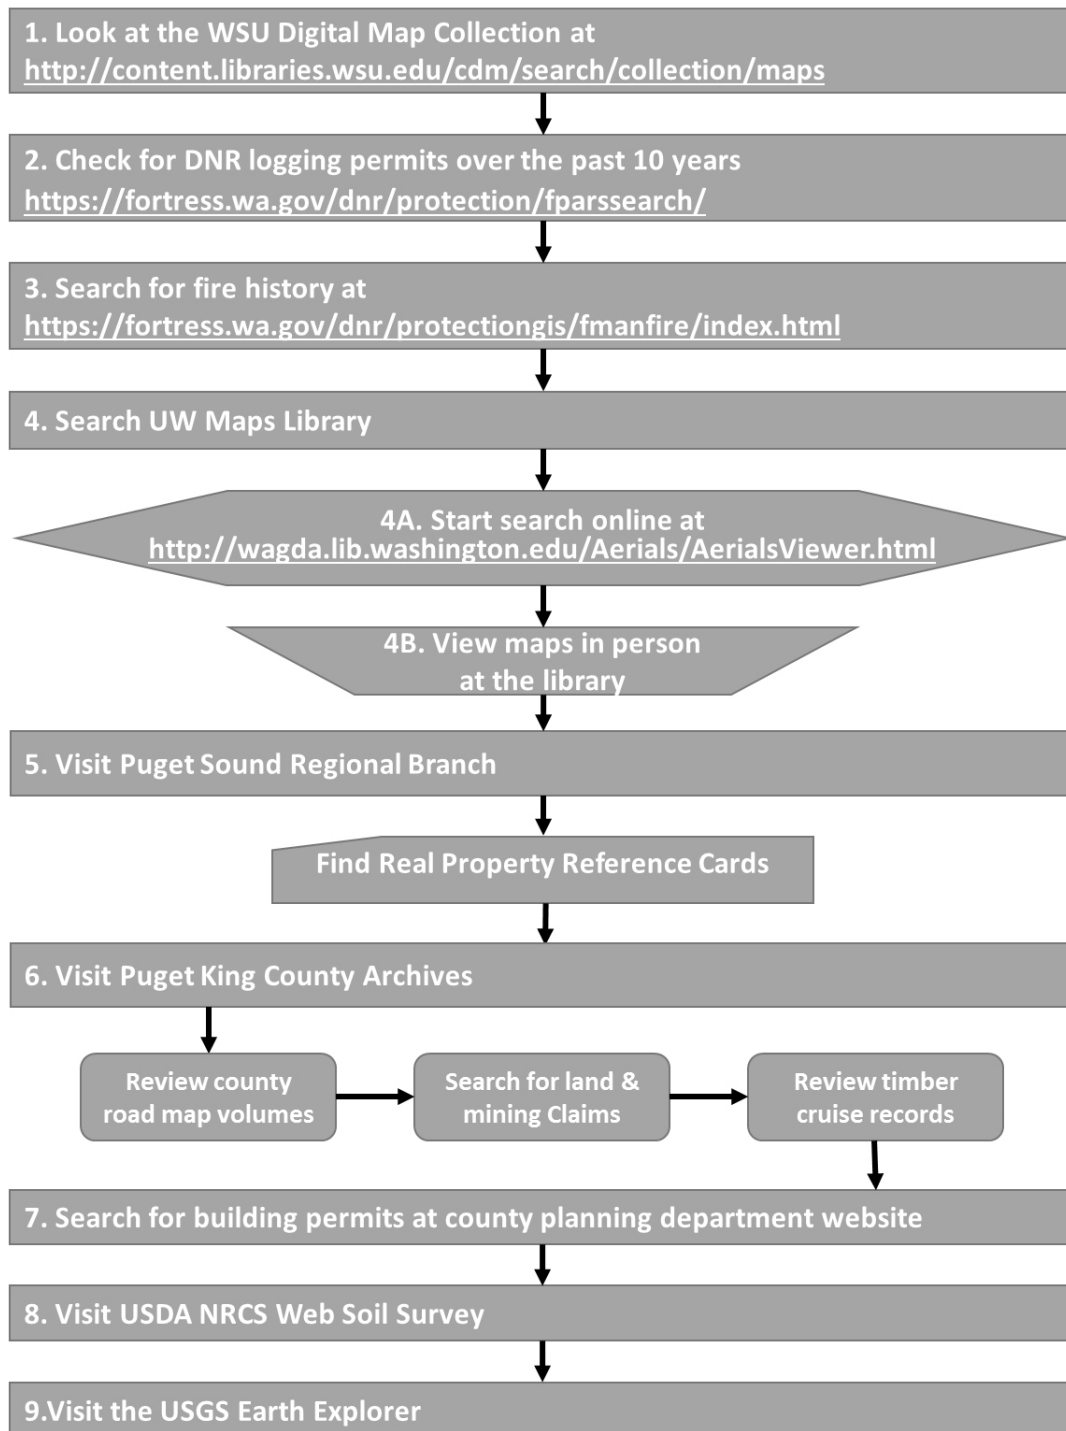 1. Look at the WSU Digital Map Collection at
http://content.libraries.wsu.edu/cdm/search/collection/maps
2. Check for DNR logging permits over the past 10 years
https://fortress.wa.gov/dnr/protection/fparssearch/
3. Search for fire history at
https://fortress.wa.gov/dnr/protectiongis/fmanfire/index.html
4. Search UW Maps Library
4A. Start search online at
http://wagda.lib.washington.edu/Aerials/AerialsViewer.html
4B. View maps in person
at the library
5. Visit Puget Sound Regional Branch
Find Real Property Reference Cards
6. Visit Puget King County Archives
Review county
road map volumes
Search for land &
mining Claims
Review timber
cruise records
7. Search for building permits at county planning department website
8. Visit USDA NRCS Web Soil Survey
9.Visit the USGS Earth Explorer